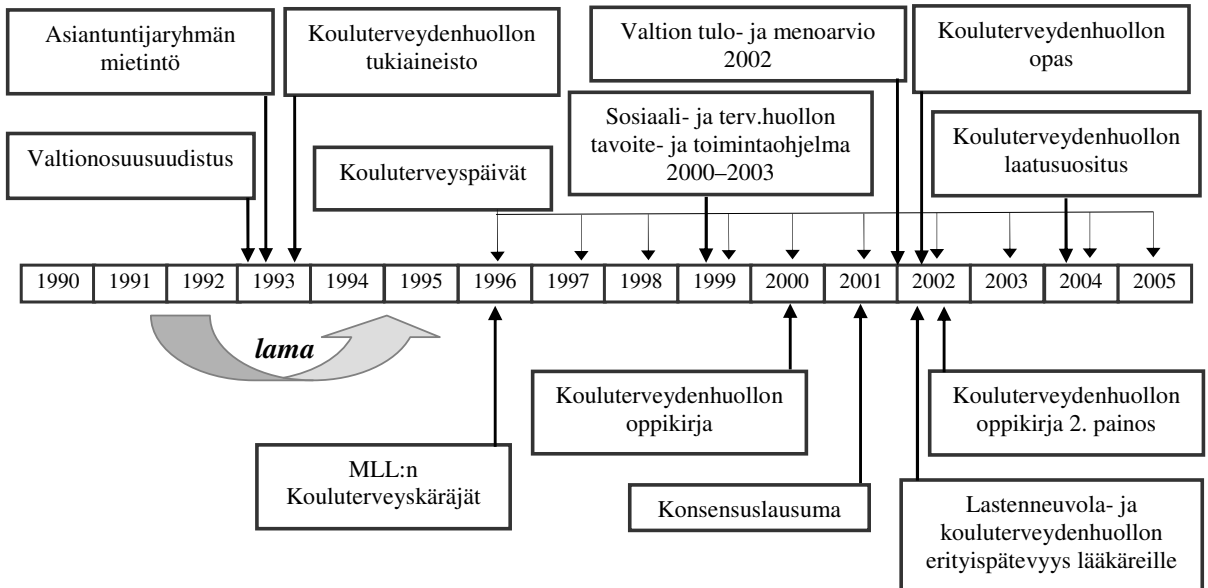 Asiantuntijaryhmän
mietintö
Kouluterveydenhuollon
tukiaineisto
Valtion tulo- ja menoarvio
2002
Kouluterveydenhuollon
opas
Valtionosuusuudistus
Kouluterveyspäivät
Sosiaali- ja terv.huollon
tavoite- ja toimintaohjelma
2000–2003
Kouluterveydenhuollon
laatusuositus
1990 1991 1992 1993 1994 1995 1996 1997 1998 1999 2000 2001 2002 2003 2004 2005
lama
MLL:n
Kouluterveyskäräjät
Kouluterveydenhuollon
oppikirja
Konsensuslausuma
Kouluterveydenhuollon
oppikirja 2. painos
Lastenneuvola- ja
kouluterveydenhuollon
erityispätevyys lääkäreille